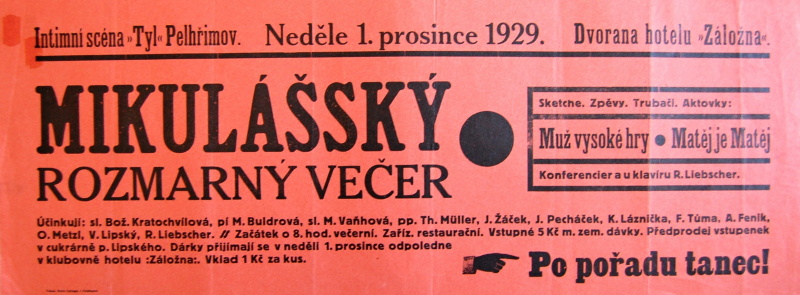 Intimní scéna »Tyl« Pelhřimov. Neděle 1. prosince 1929. Dvorana hotelu »Záložna«.
MIKULÁŠSKÝ
ROZMARNÝ VEČER
Sketche. Zpěvy. Trubači. Aktovky:
Muž vysoké hry ● Matěj je Matěj
Konferencier a u klavíru R. Liebscher.
Účinkují: sl. Bož. Kratochvílová, pí M. Buldrová, sl. M. Vaňhová, pp. Th. Müller, J. Žáček, J. Pecháček, K. Láznička, F. Tůma, A. Fenik,
O. Metzl, V. Lipský, R. Liebscher. // Začátek o 8. hod. večerní. Zaříz. restaurační. Vstupné 5 Kč m. zem. dávky. Předprodej vstupenek
v cukrárně p. Lipského. Dárky přijímají se v neděli 1. prosince odpoledne
v klubovně hotelu :Záložna:. Vklad 1 Kč za kus.
Po pořadu tanec!